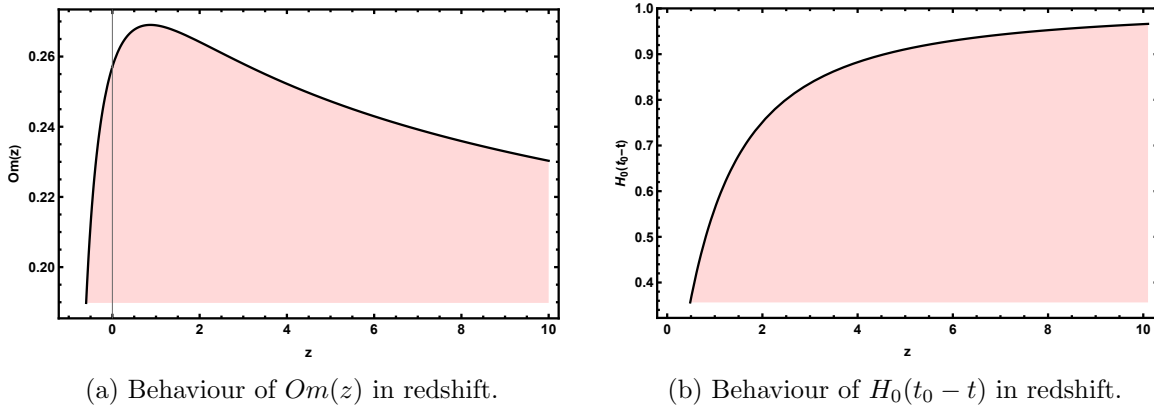 0.26
0.24
0.22
0.20
Om(z)
0 2 4 6 8 10
z
(a) Behaviour of Om(z) in redshift.
1.0
0.9
0.8
0.7
0.6
0.5
0.4
H₀(t₀-t)
0 2 4 6 8 10
z
(b) Behaviour of H₀(t₀ − t) in redshift.